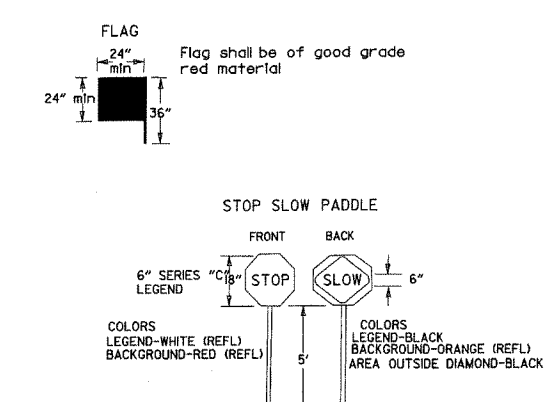 FLAG
24"
min
Flag shall be of good grade
red material
24" min
36"
STOP SLOW PADDLE
FRONT BACK
6" SERIES "C"
LEGEND
18"
STOP
SLOW
6"
COLORS
LEGEND-WHITE (REFL)
BACKGROUND-RED (REFL)
5'
COLORS
LEGEND-BLACK
BACKGROUND-ORANGE (REFL)
AREA OUTSIDE DIAMOND-BLACK